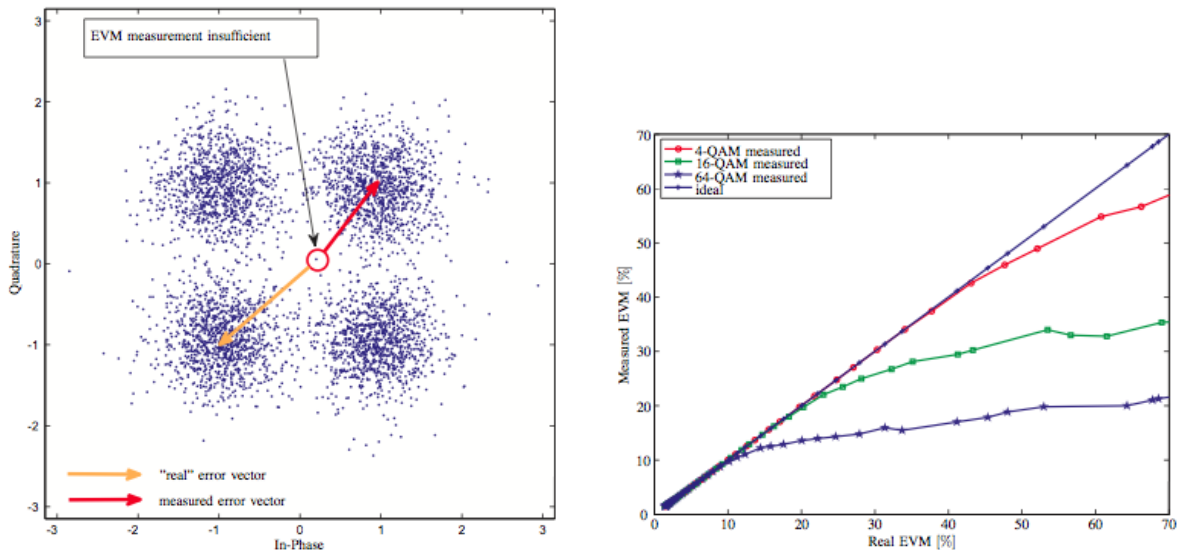 EVM measurement insufficient
3
2
1
0
-1
-2
-3
Quadrature
"real" error vector
measured error vector
-3
-2
-1
0
1
2
3
In-Phase
70
60
50
40
30
20
10
0
Measured EVM [%]
4-QAM measured
16-QAM measured
64-QAM measured
ideal
0
10
20
30
40
50
60
70
Real EVM [%]